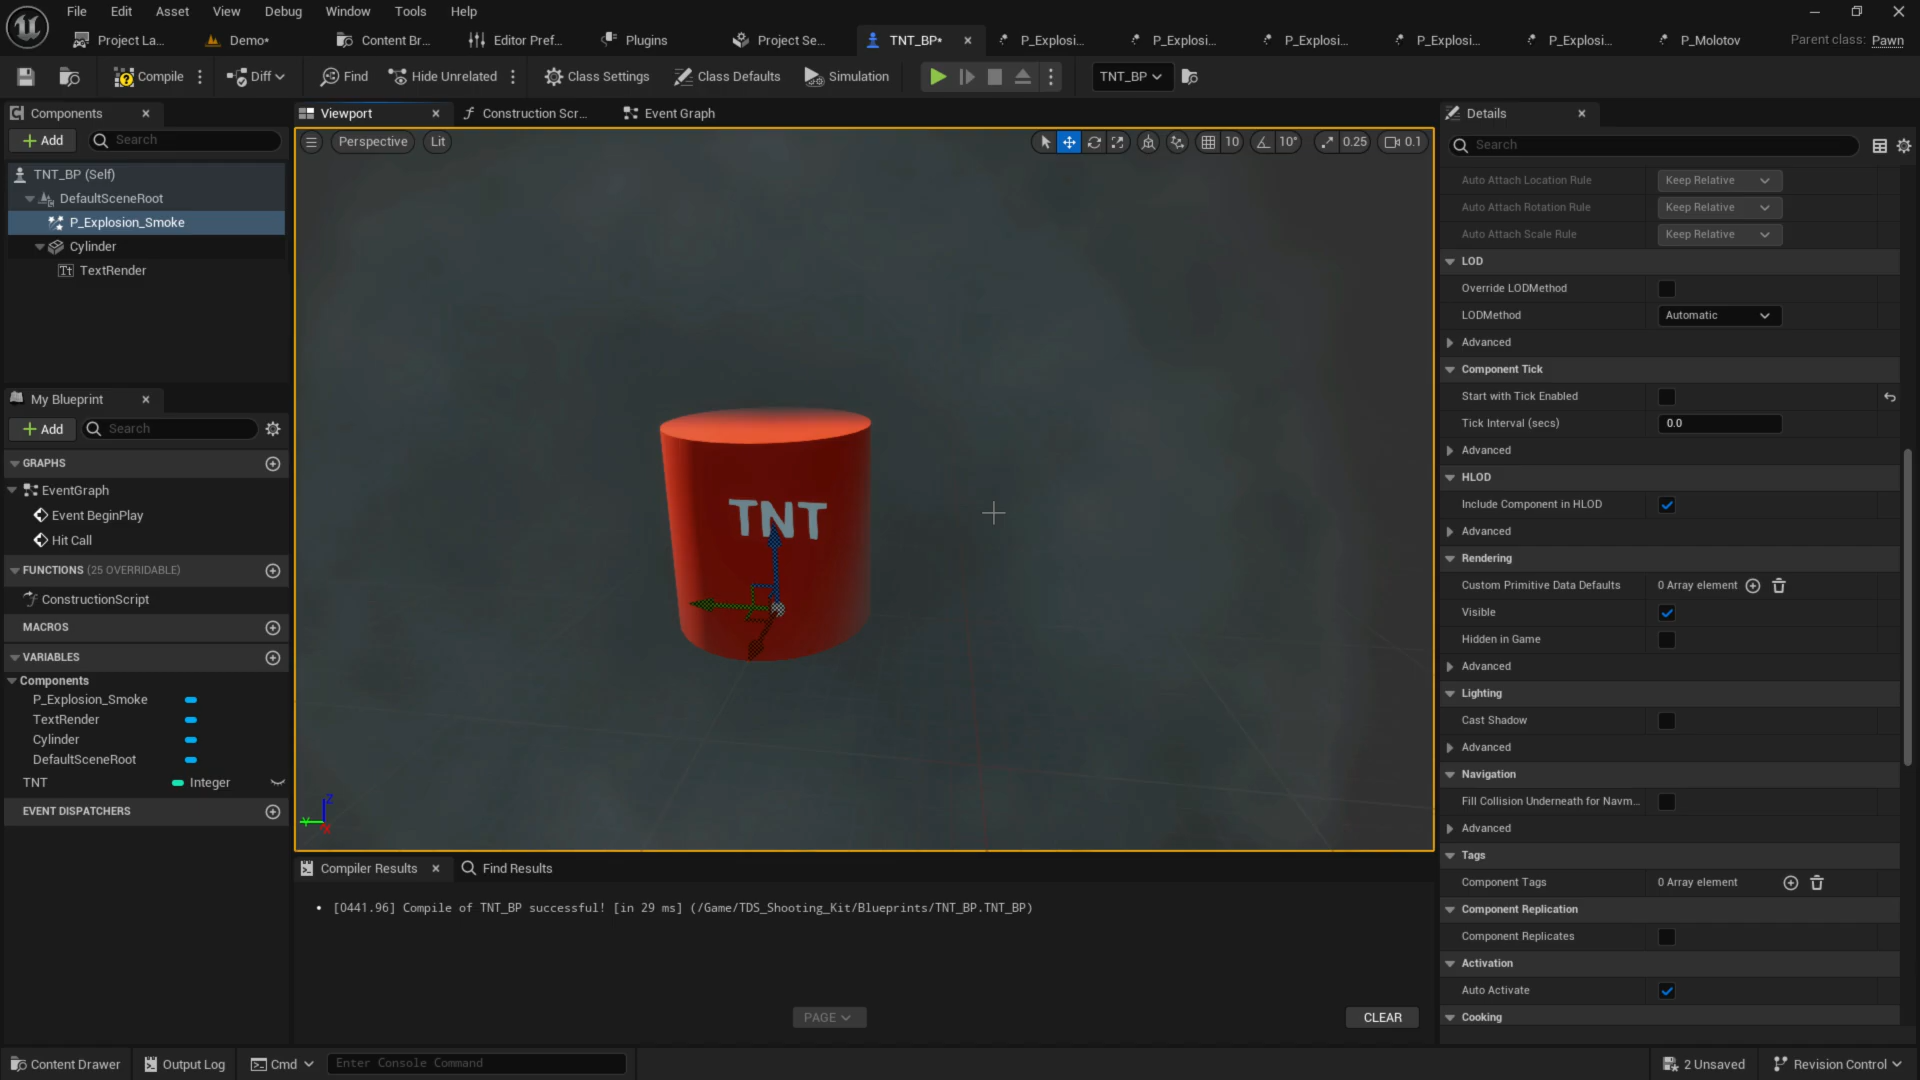 File Edit Asset View Debug Window Tools Help
Project La... Demo* Content Br... Editor Pref... Plugins Project Se... TNT_BP* P_Explosi... P_Explosi... P_Explosi... P_Explosi... P_Explosi... P_Molotov Parent class: Pawn
Compile Diff Find Hide Unrelated Class Settings Class Defaults Simulation TNT_BP
Components
Add Search
TNT_BP (Self)
DefaultSceneRoot
P_Explosion_Smoke
Cylinder
TextRender
My Blueprint
Add Search
GRAPHS
EventGraph
Event BeginPlay
Hit Call
FUNCTIONS (25 OVERRIDABLE)
ConstructionScript
MACROS
VARIABLES
Components
P_Explosion_Smoke
TextRender
Cylinder
DefaultSceneRoot
TNT Integer
EVENT DISPATCHERS
Viewport Construction Scr... Event Graph
Perspective Lit 10 10° 0.25 0.1
TNT
Z
Y
X
Compiler Results Find Results
[0441.96] Compile of TNT_BP successful! [in 29 ms] (/Game/TDS_Shooting_Kit/Blueprints/TNT_BP.TNT_BP)
PAGE CLEAR
Details
Search
Auto Attach Location Rule Keep Relative
Auto Attach Rotation Rule Keep Relative
Auto Attach Scale Rule Keep Relative
LOD
Override LODMethod
LODMethod Automatic
Advanced
Component Tick
Start with Tick Enabled
Tick Interval (secs) 0.0
Advanced
HLOD
Include Component in HLOD
Advanced
Rendering
Custom Primitive Data Defaults 0 Array element
Visible
Hidden in Game
Advanced
Lighting
Cast Shadow
Advanced
Navigation
Fill Collision Underneath for Navm...
Advanced
Tags
Component Tags 0 Array element
Component Replication
Component Replicates
Activation
Auto Activate
Cooking
Content Drawer Output Log Cmd Enter Console Command 2 Unsaved Revision Control